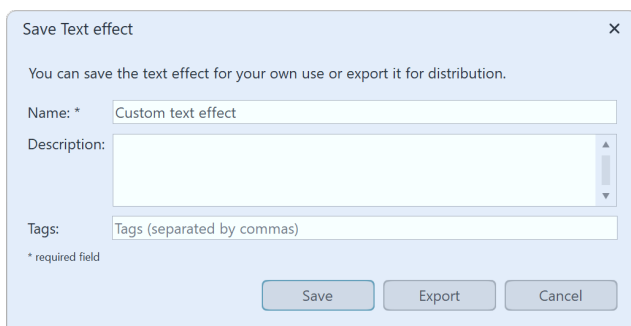 Save Text effect
You can save the text effect for your own use or export it for distribution.
Name: * Custom text effect
Description:
Tags: Tags (separated by commas)
* required field
Save Export Cancel